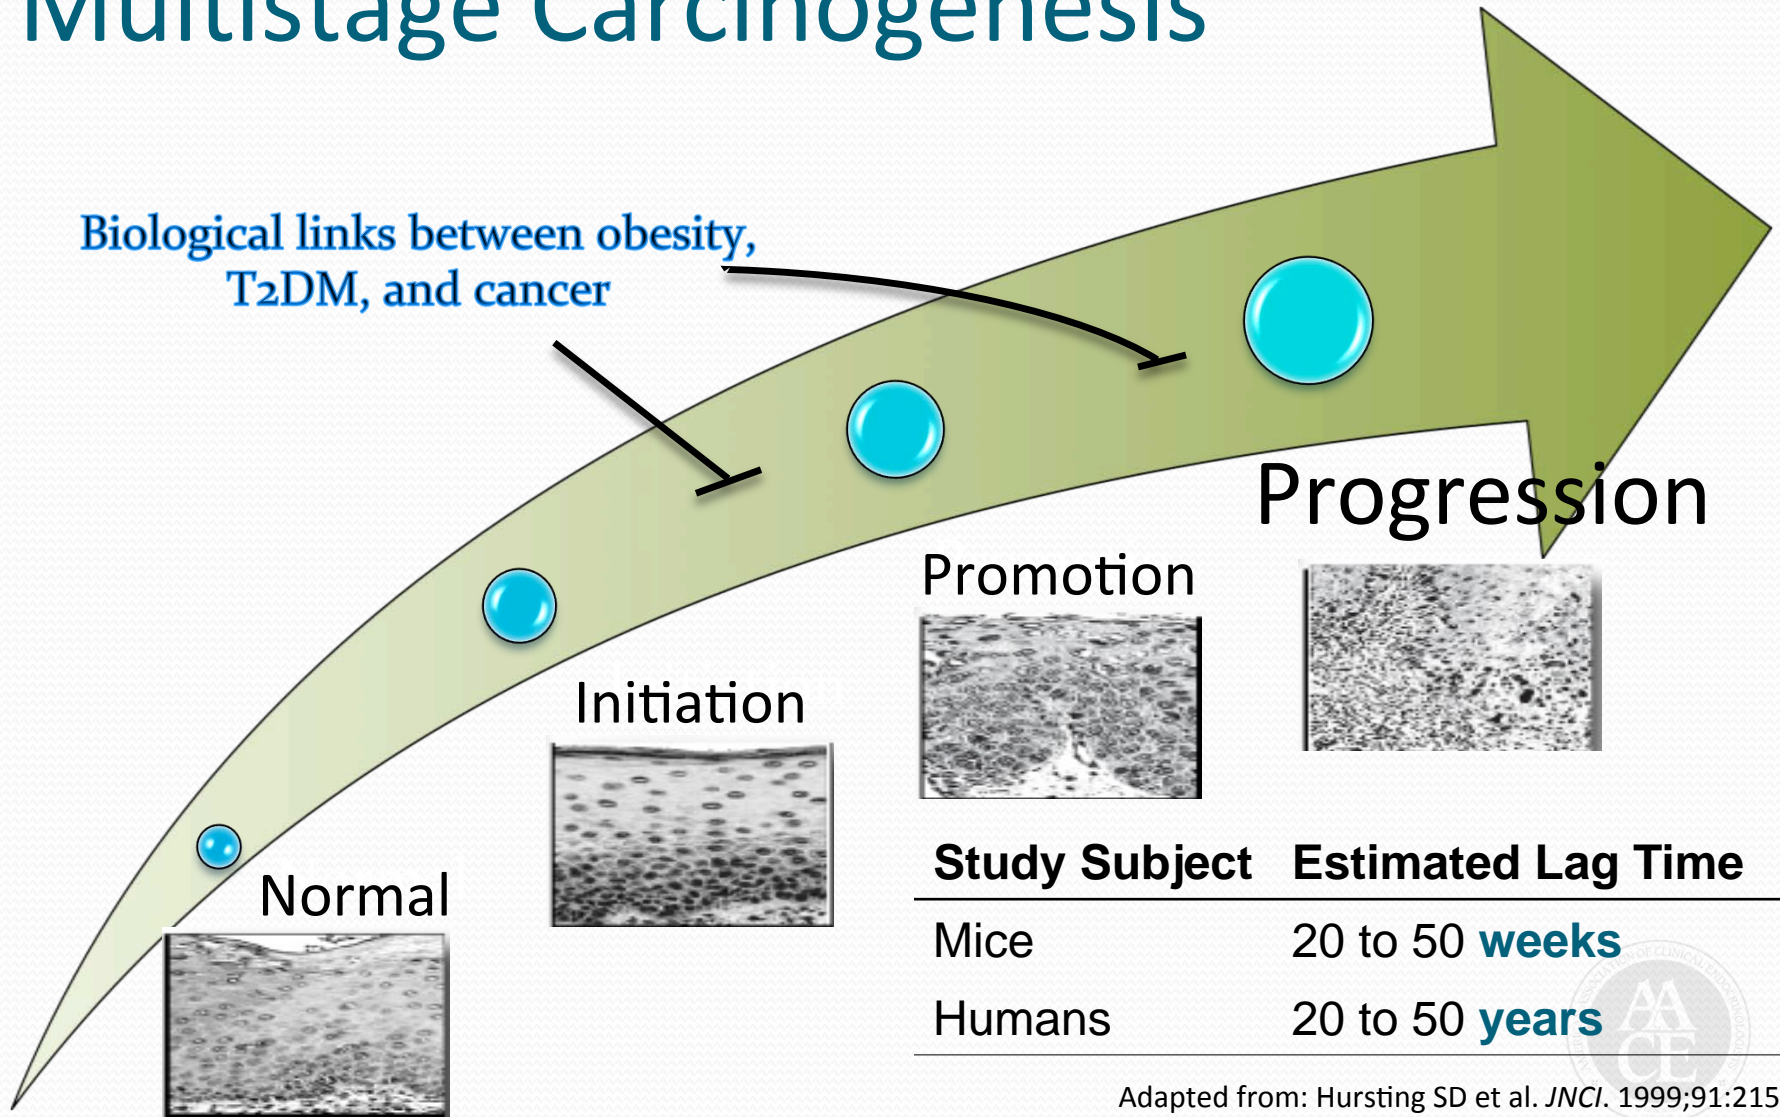 Multistage Carcinogenesis
Biological links between obesity,
T2DM, and cancer
Progression
Promotion
Initiation
Normal
Study Subject Estimated Lag Time
Mice 20 to 50 weeks
Humans 20 to 50 years
AACE
Adapted from: Hursting SD et al. JNCI. 1999;91:215